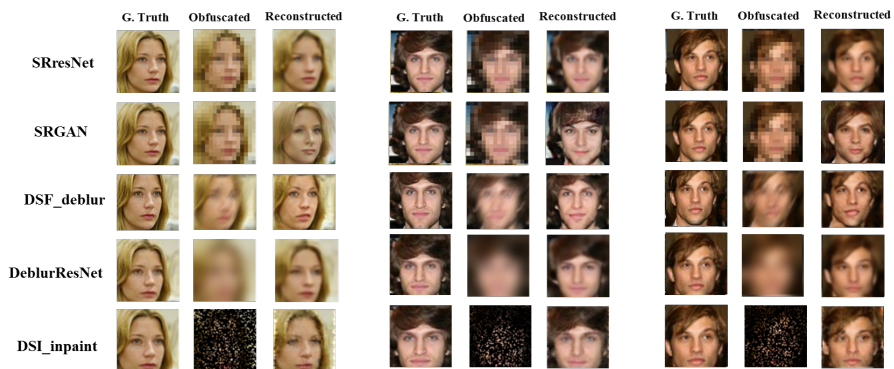 G. Truth Obfuscated Reconstructed G. Truth Obfuscated Reconstructed G. Truth Obfuscated Reconstructed
SRresNet
SRGAN
DSF_deblur
DeblurResNet
DSI_inpaint